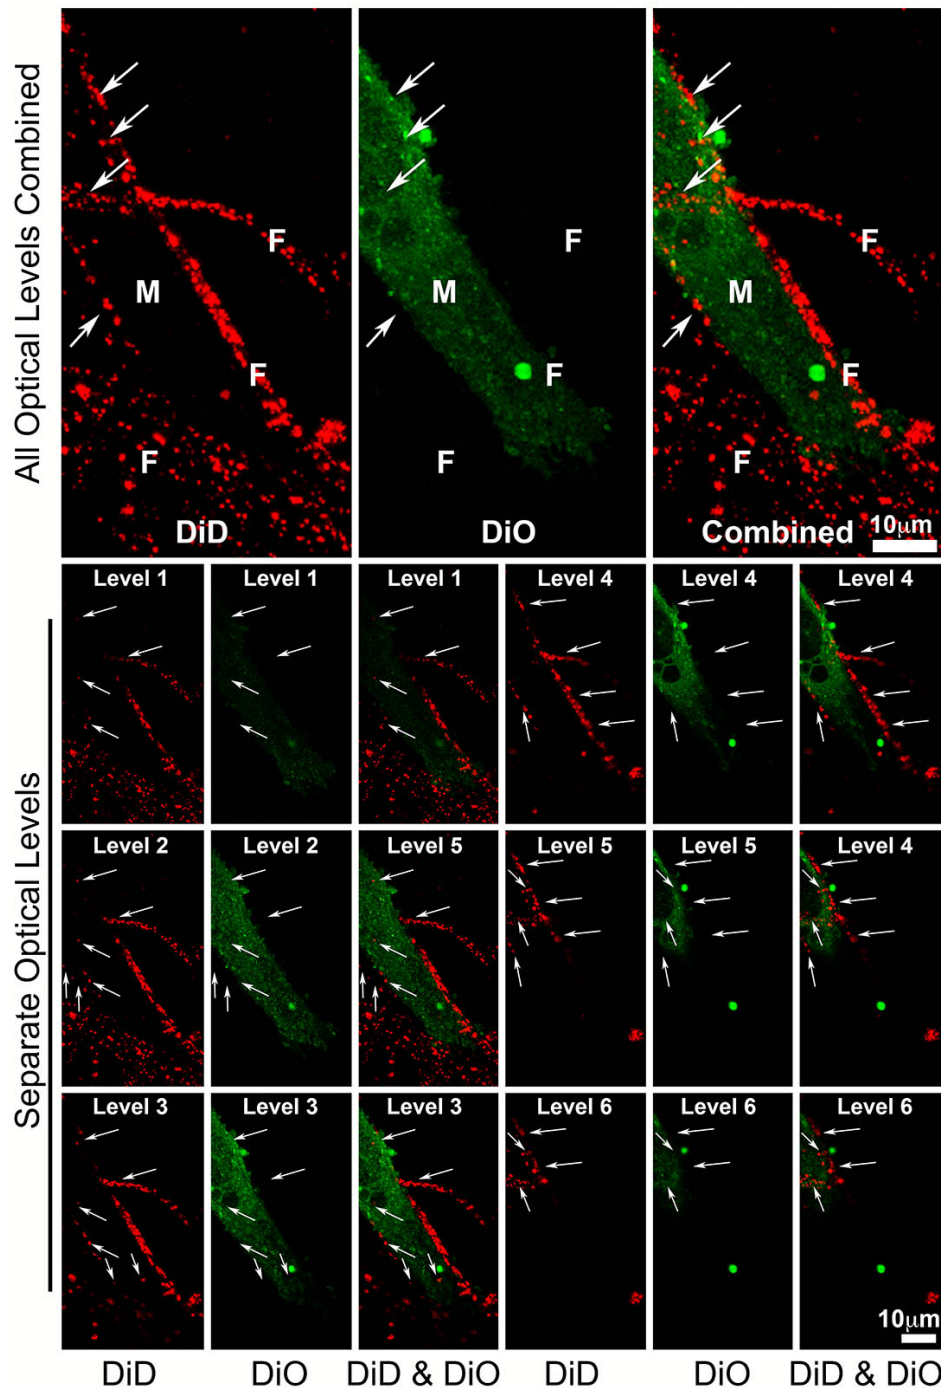 All Optical Levels Combined
F
M
F
F
DiD
F
M
F
F
DiO
F
M
F
F
Combined
10μm
Separate Optical Levels
Level 1
Level 1
Level 1
Level 4
Level 4
Level 4
Level 2
Level 2
Level 5
Level 5
Level 5
Level 4
Level 3
Level 3
Level 3
Level 6
Level 6
Level 6
10μm
DiD
DiO
DiD & DiO
DiD
DiO
DiD & DiO